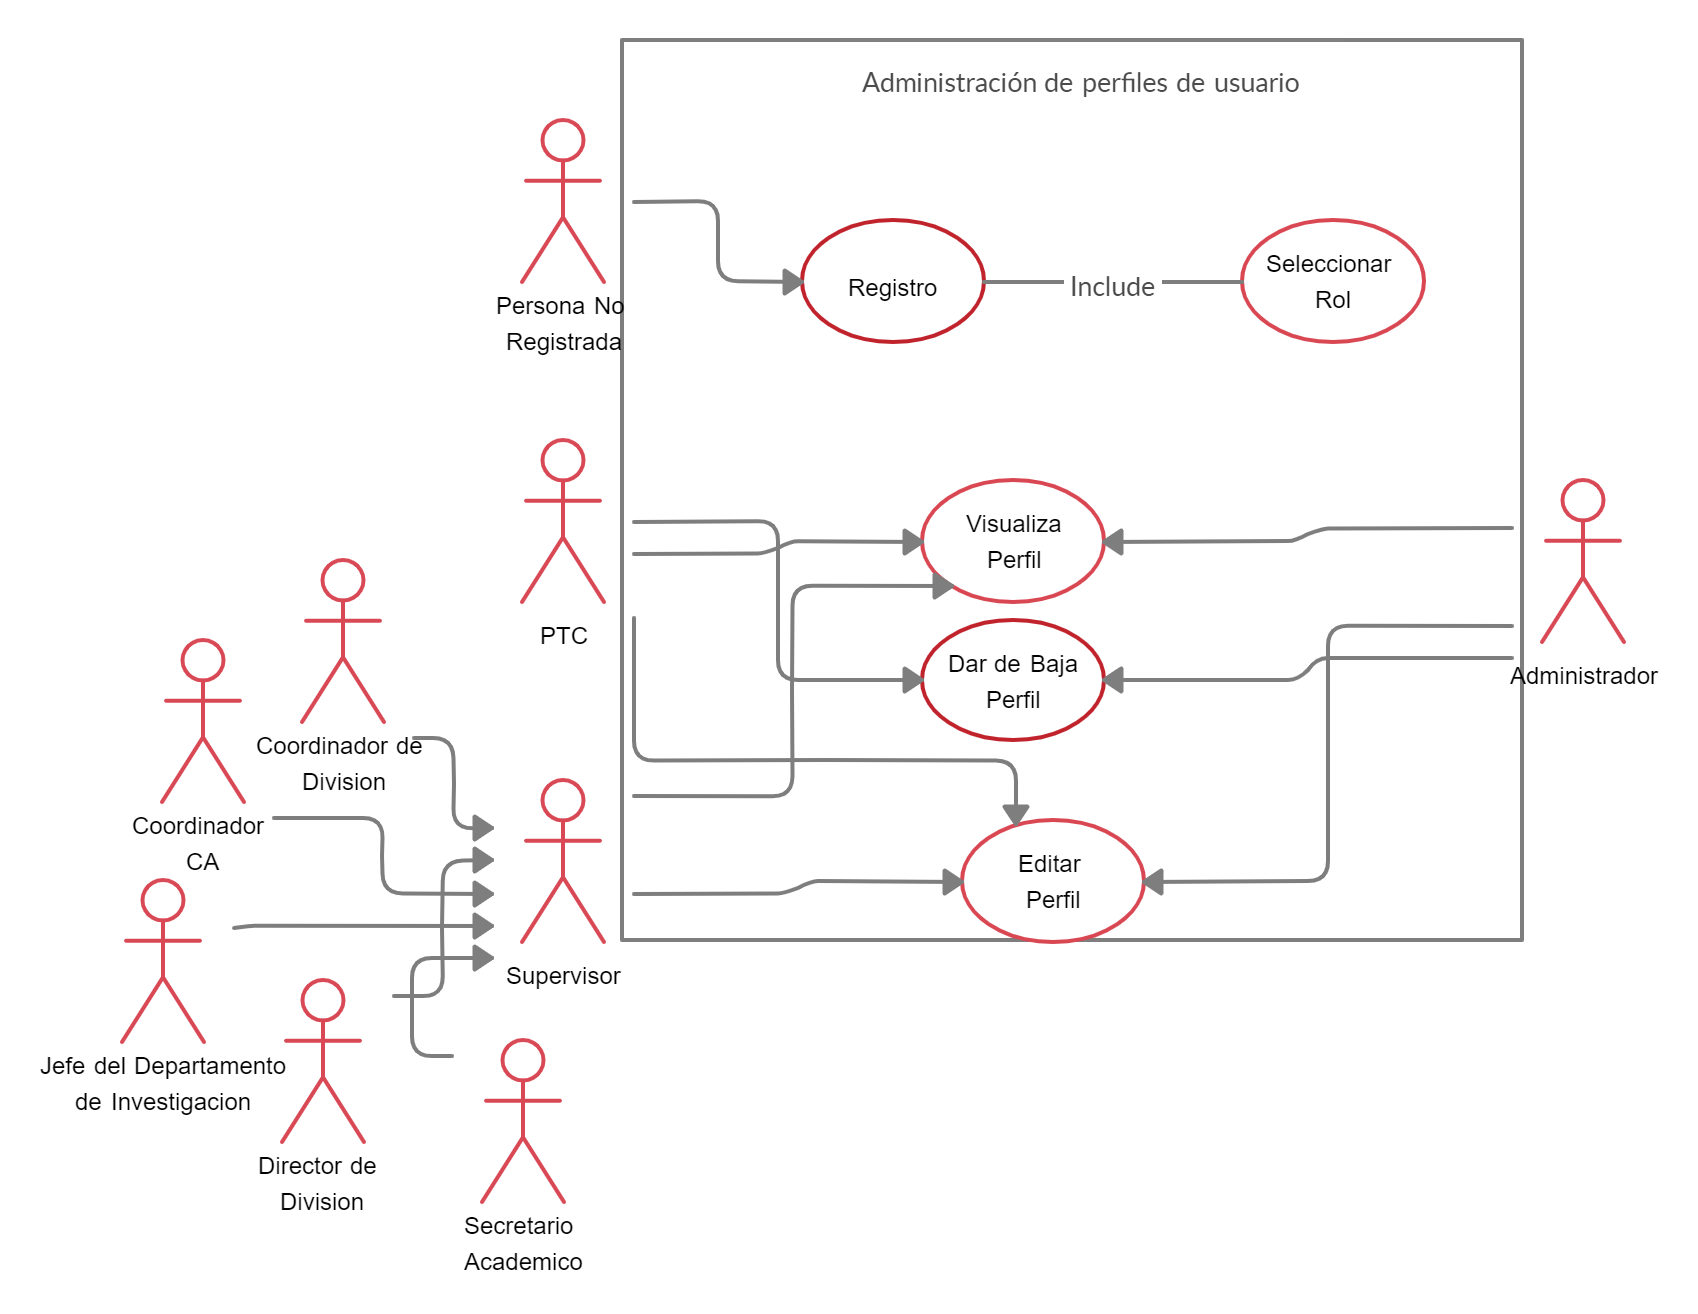 Administración de perfiles de usuario
Persona No
Registrada
Registro
Include
Seleccionar
Rol
PTC
Visualiza
Perfil
Dar de Baja
Perfil
Administrador
Coordinador de
Division
Coordinador
CA
Editar
Perfil
Supervisor
Jefe del Departamento
de Investigacion
Director de
Division
Secretario
Academico